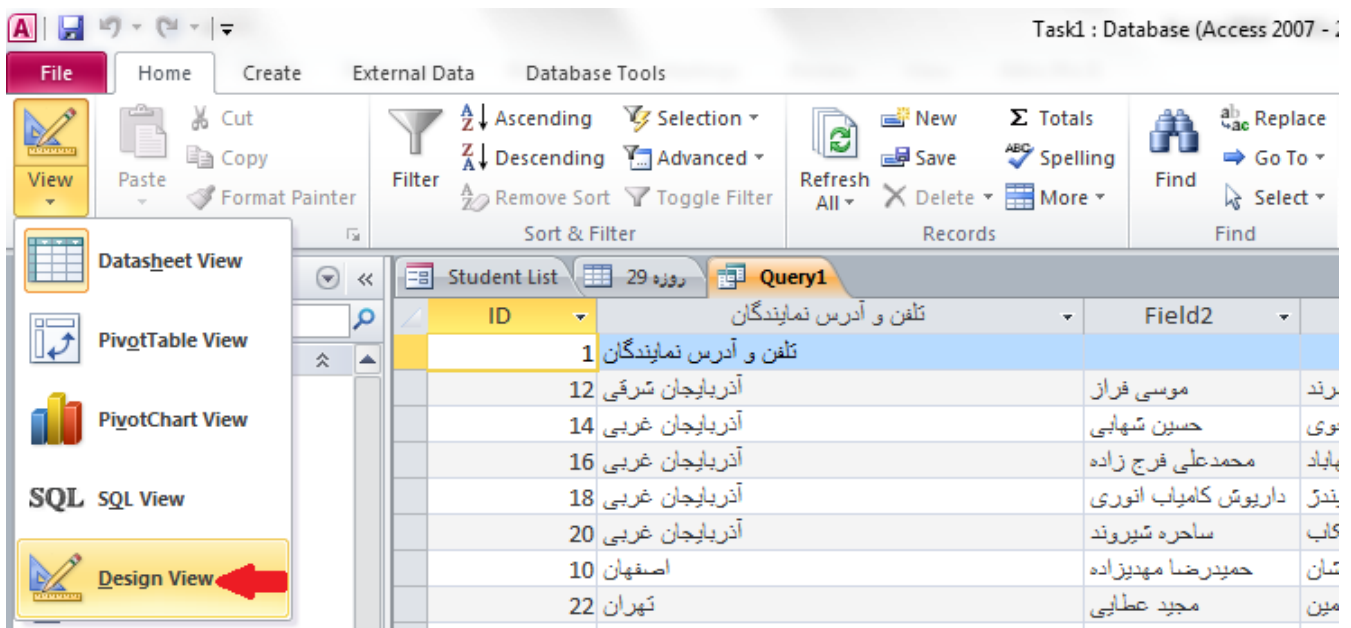 Task1 : Database (Access 2007 -
File Home Create External Data Database Tools
View
Paste
Cut
Copy
Format Painter
Filter
Ascending
Descending
Remove Sort
Selection
Advanced
Toggle Filter
Sort & Filter
Refresh All
New
Save
Delete
Totals
Spelling
More
Records
Find
Replace
Go To
Select
Find
Datasheet View
PivotTable View
PivotChart View
SQL SQL View
Design View
Student List روزه 29 Query1
ID تلفن و آدرس نمایندگان Field2
1 تلفن و آدرس نمایندگان
12 آذربایجان شرقی موسی فراز
14 آذربایجان غربی حسین شهابی
16 آذربایجان غربی محمدعلی فرج زاده
18 آذربایجان غربی داریوش کامیاب انوری
20 آذربایجان غربی ساحره شیروند
10 اصفهان حمیدرضا مهدیزاده
22 تهران مجید عطایی